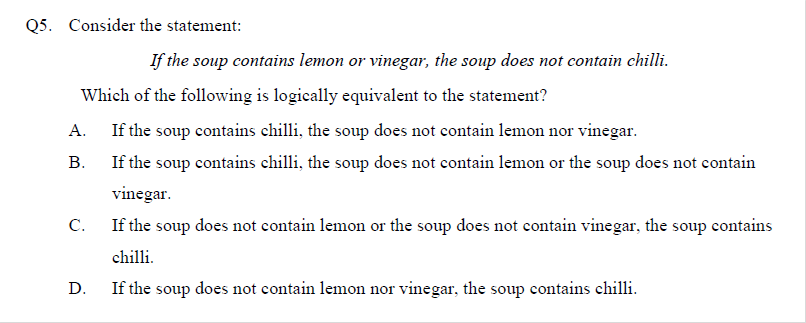 Q5. Consider the statement:
If the soup contains lemon or vinegar, the soup does not contain chilli.
Which of the following is logically equivalent to the statement?
A. If the soup contains chilli, the soup does not contain lemon nor vinegar.
B. If the soup contains chilli, the soup does not contain lemon or the soup does not contain
vinegar.
C. If the soup does not contain lemon or the soup does not contain vinegar, the soup contains
chilli.
D. If the soup does not contain lemon nor vinegar, the soup contains chilli.